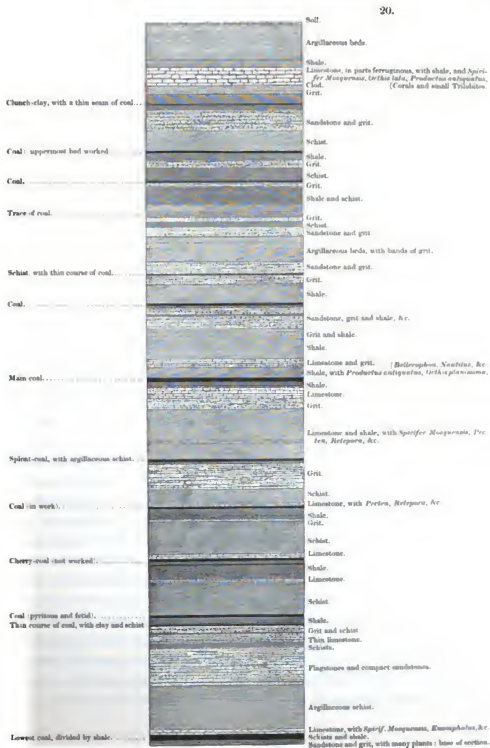 20.
Soil.
Argillaceous beds.
Shale.
Limestone, in parts ferruginous, with shale, and Spiri-
fer Mosquensis, Orthis lata, Productus antiquatus,
Clod. (Corals and small Trilobites.
Grit.
Clunch-clay, with a thin seam of coal...
Sandstone and grit.
Schist.
Coal: uppermost bed worked
Shale.
Grit.
Schist.
Coal.
Grit.
Shale and schist.
Trace of coal.
Grit.
Schist.
Sandstone and grit
Argillaceous beds, with bands of grit.
Sandstone and grit.
Schist, with thin course of coal.
Grit.
Shale.
Coal.
Sandstone, grit and shale, &c.
Grit and shale.
Shale.
Limestone and grit. (Bellerophon, Nautilus, &c.
Shale, with Productus antiquatus, Orthis
Main coal.
Shale.
Limestone.
Grit.
Limestone and shale, with Spirifer Mosquensis, Pec-
ten, Retepora, &c.
Splent-coal, with argillaceous schist.
Grit.
Schist.
Limestone, with Pecten, Retepora, &c.
Coal (in work).
Shale.
Grit.
Schist.
Limestone.
Cherry-coal (not worked).
Shale.
Limestone.
Schist.
Coal (pyritous and fetid).
Shale.
Thin course of coal, with clay and schist
Grit and schist
Thin limestone.
Schists.
Flagstones and compact sandstones.
Argillaceous schist.
Limestone, with Spirif. Mosquensis, Euomphalus, &c.
Schists and shale.
Lowest coal, divided by shale.
Sandstone and grit, with many plants: base of section.